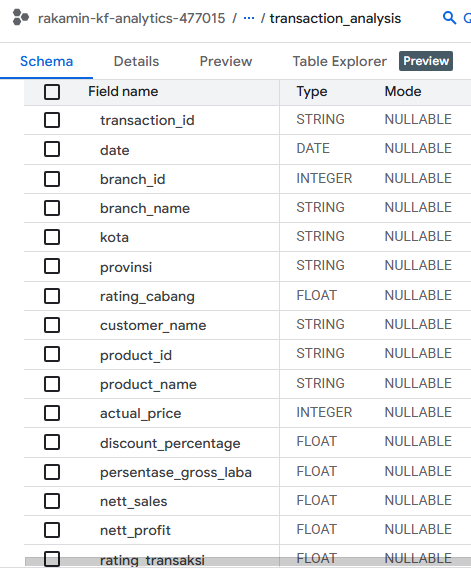 rakamin-kf-analytics-477015 / ··· / transaction_analysis
Schema Details Preview Table Explorer Preview
Field name Type Mode
transaction_id STRING NULLABLE
date DATE NULLABLE
branch_id INTEGER NULLABLE
branch_name STRING NULLABLE
kota STRING NULLABLE
provinsi STRING NULLABLE
rating_cabang FLOAT NULLABLE
customer_name STRING NULLABLE
product_id STRING NULLABLE
product_name STRING NULLABLE
actual_price INTEGER NULLABLE
discount_percentage FLOAT NULLABLE
persentase_gross_laba FLOAT NULLABLE
nett_sales FLOAT NULLABLE
nett_profit FLOAT NULLABLE
rating_transaksi FLOAT NULLABLE